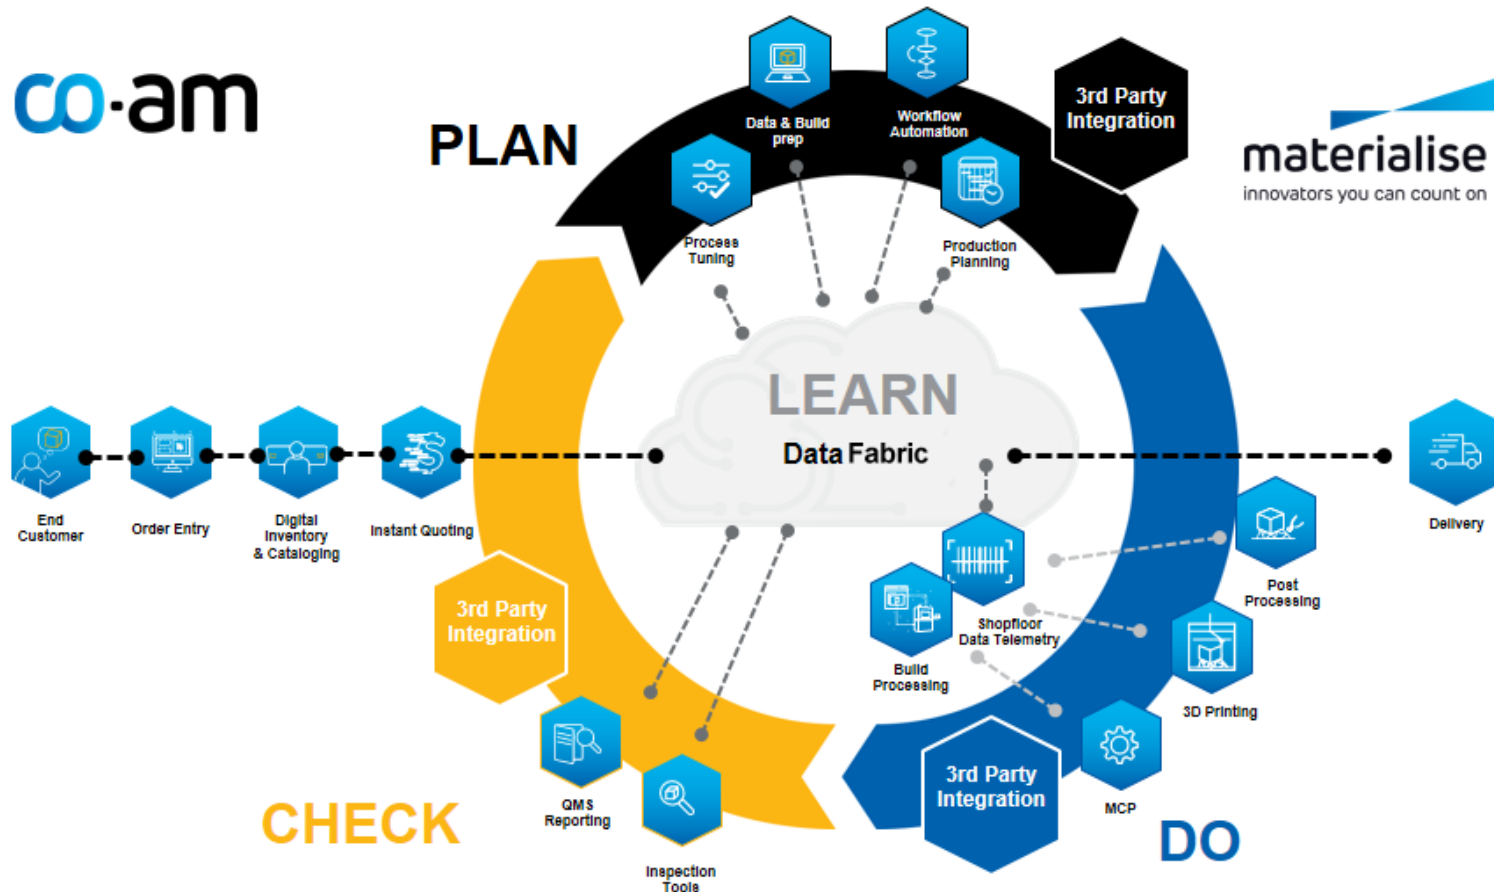 co·am
PLAN
Data & Build
prep
Workflow
Automation
3rd Party
Integration
materialise
innovators you can count on
Process
Tuning
Production
Planning
LEARN
Data Fabric
End
Customer
Order Entry
Digital
Inventory
& Cataloging
Instant Quoting
Delivery
3rd Party
Integration
Shopfloor
Data Telemetry
Build
Processing
Post
Processing
3D Printing
MCP
3rd Party
Integration
QMS
Reporting
Inspection
Tools
CHECK
DO